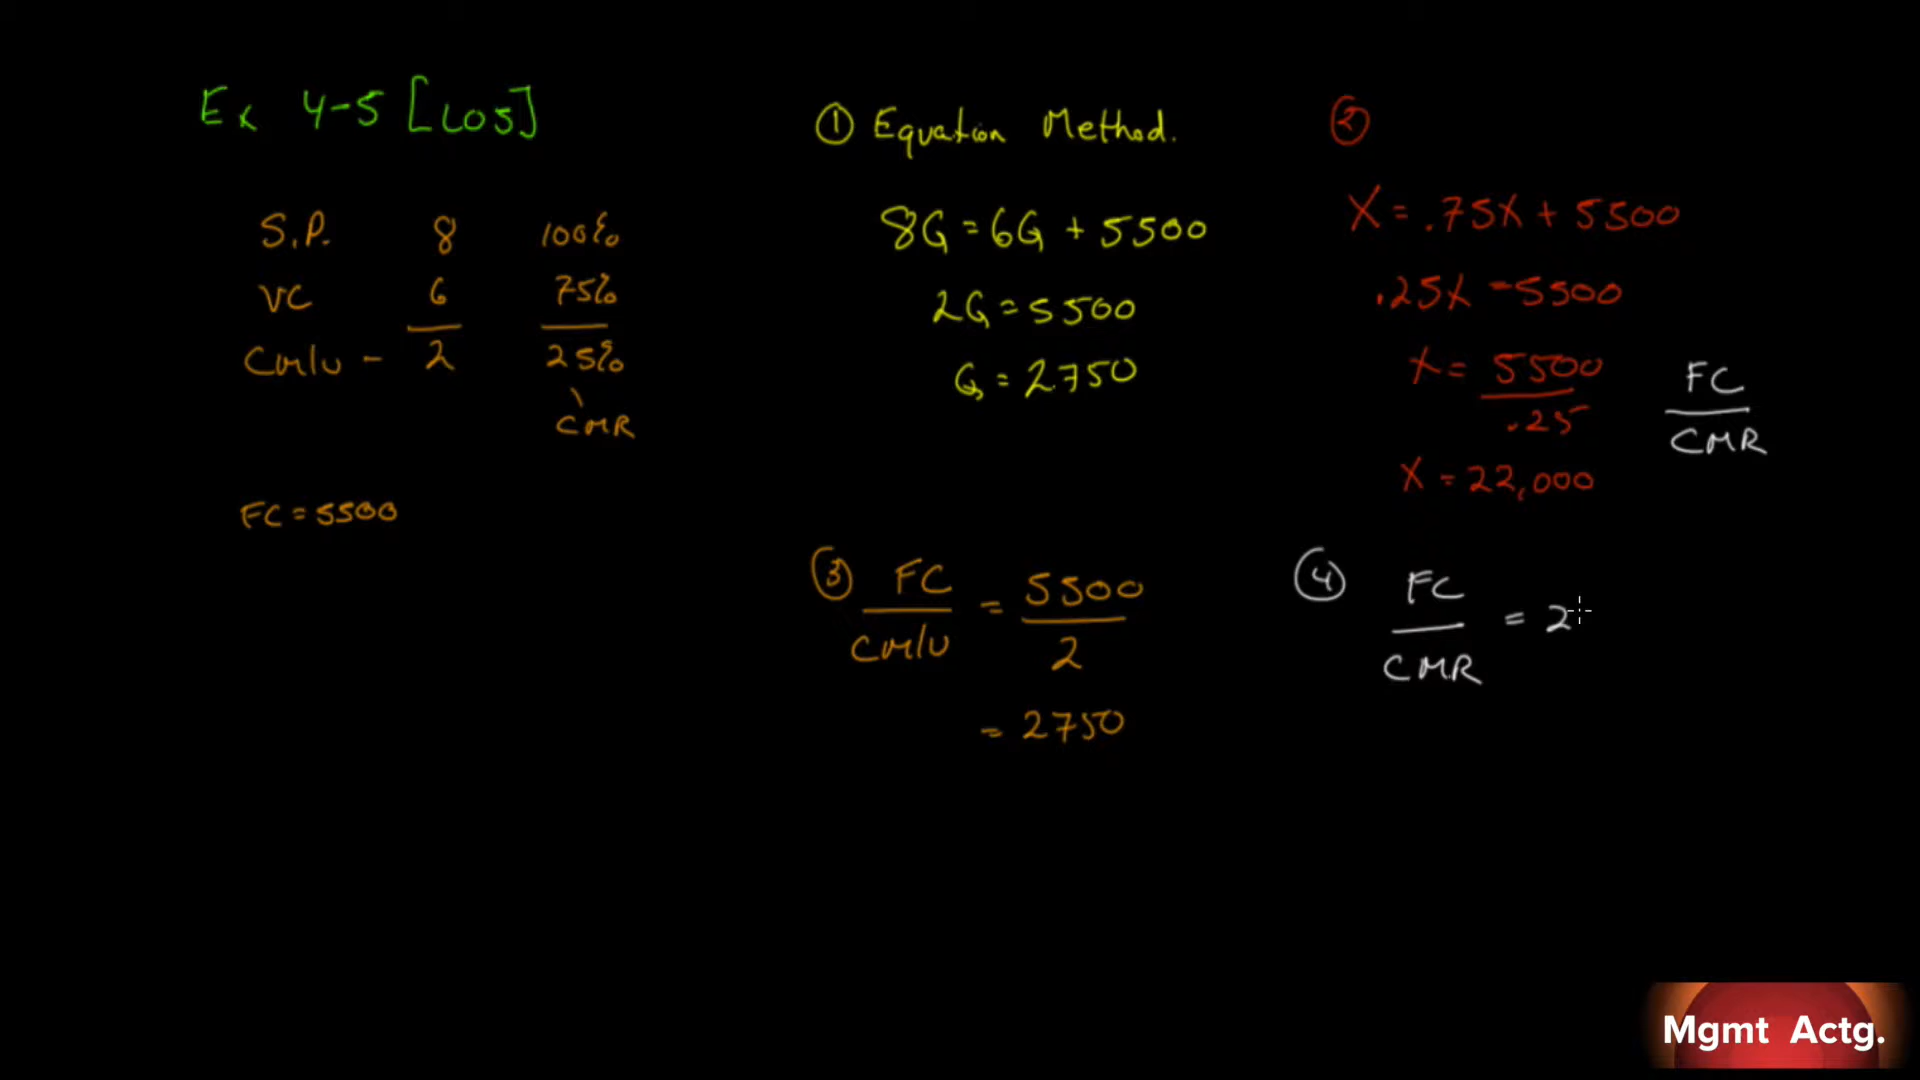 Ex 4-5 [LO5]
S.P. 8 100%
VC 6 75%
CM/U - 2 25%
CMR
FC = 5500
① Equation Method.
8Q = 6Q + 5500
2Q = 5500
Q = 2750
②
X = .75X + 5500
.25X = 5500
X = 5500
.25
X = 22,000
FC
CMR
③ FC = 5500
CM/U 2
= 2750
④ FC = 2
CMR
Mgmt Actg.